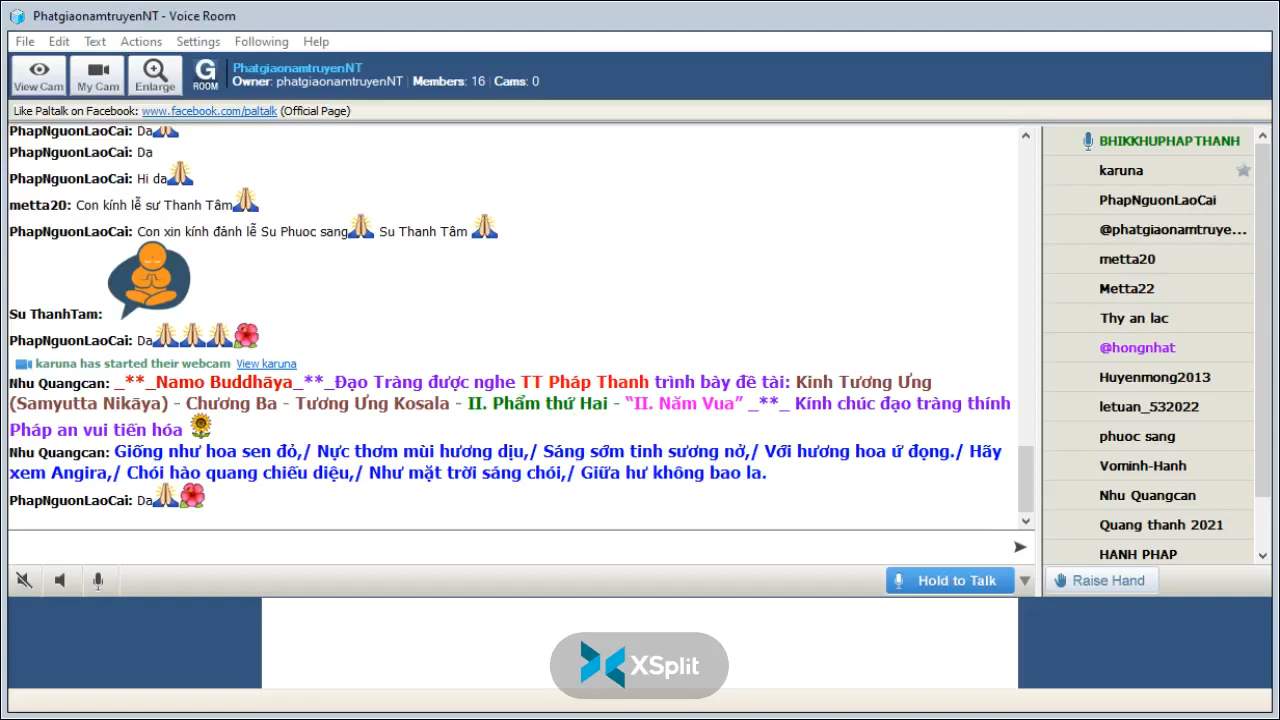 PhatgiaonamtruyenNT - Voice Room
File Edit Text Actions Settings Following Help
View Cam My Cam Enlarge G ROOM
PhatgiaonamtruyenNT
Owner: phatgiaonamtruyenNT | Members: 16 | Cams: 0
Like Paltalk on Facebook: www.facebook.com/paltalk (Official Page)
PhapNguonLaoCai: Da
PhapNguonLaoCai: Da
PhapNguonLaoCai: Hi da
metta20: Con kính lễ sư Thanh Tâm
PhapNguonLaoCai: Con xin kính đảnh lễ Su Phuoc sang Su Thanh Tâm
Su ThanhTam:
PhapNguonLaoCai: Da
karuna has started their webcam View karuna
Nhu Quangcan: _**_Namo Buddhāya_**_Đạo Tràng được nghe TT Pháp Thanh trình bày đề tài: Kinh Tương Ưng
(Samyutta Nikāya) - Chương Ba - Tương Ưng Kosala - II. Phẩm thứ Hai - “II. Năm Vua” _**_ Kính chúc đạo tràng thính
Pháp an vui tiến hóa
Nhu Quangcan: Giống như hoa sen đỏ,/ Nực thơm mùi hương dịu,/ Sáng sớm tinh sương nở,/ Với hương hoa ứ đọng./ Hãy
xem Angira,/ Chói hào quang chiếu diệu,/ Như mặt trời sáng chói,/ Giữa hư không bao la.
PhapNguonLaoCai: Da
BHIKKHUPHAPTHANH
karuna
PhapNguonLaoCai
@phatgiaonamtruye...
metta20
Metta22
Thy an lac
@hongnhat
Huyenmong2013
letuan_532022
phuoc sang
Vominh-Hanh
Nhu Quangcan
Quang thanh 2021
HANH PHAP
Hold to Talk
Raise Hand
XSplit